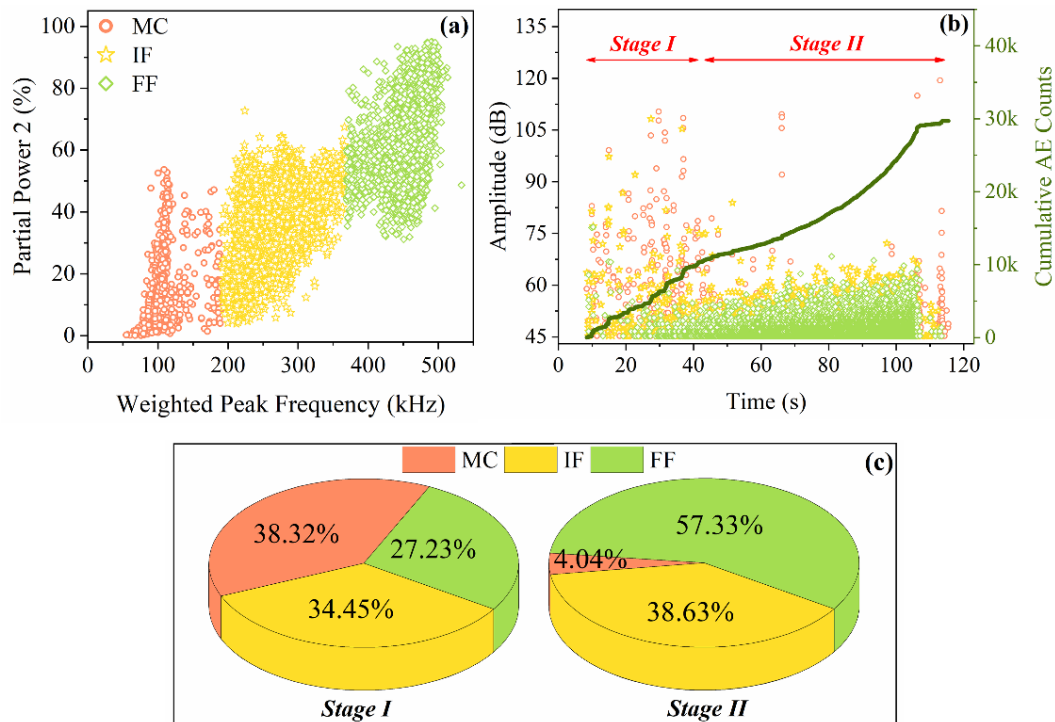 MC
IF
FF
(a)
100
80
60
40
20
0
Partial Power 2 (%)
0
100
200
300
400
500
Weighted Peak Frequency (kHz)
(b)
Stage I
Stage II
135
120
105
90
75
60
45
Amplitude (dB)
0
20
40
60
80
100
120
Time (s)
40k
30k
20k
10k
0
Cumulative AE Counts
MC IF FF
(c)
38.32%
27.23%
34.45%
Stage I
57.33%
4.04%
38.63%
Stage II